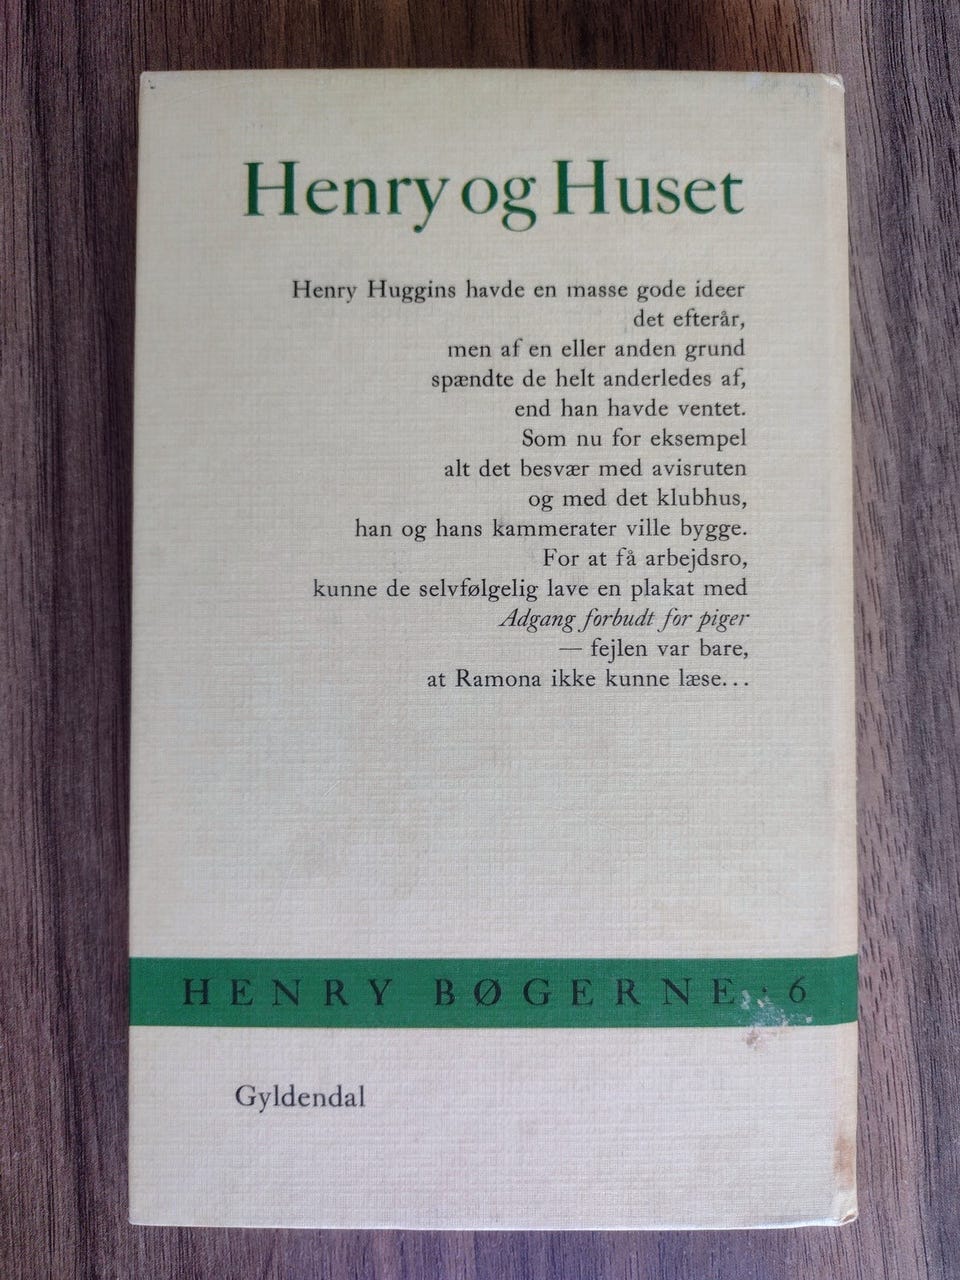 Henry og Huset
Henry Huggins havde en masse gode ideer
det efterår,
men af en eller anden grund
spændte de helt anderledes af,
end han havde ventet.
Som nu for eksempel
alt det besvær med avisruten
og med det klubhus,
han og hans kammerater ville bygge.
For at få arbejdsro,
kunne de selvfølgelig lave en plakat med
Adgang forbudt for piger
— fejlen var bare,
at Ramona ikke kunne læse...
HENRY BØGERNE · 6
Gyldendal